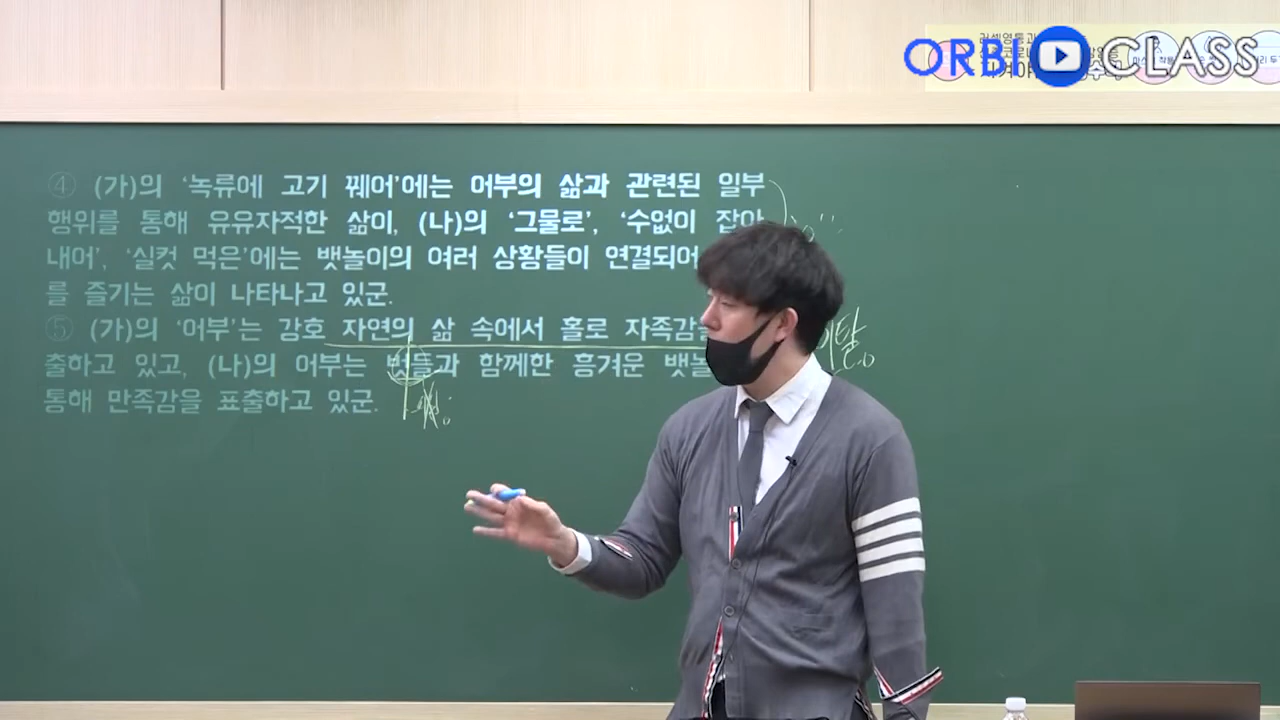 ORBI CLASS
④ (가)의 ‘녹류에 고기 꿰어’에는 어부의 삶과 관련된 일부
행위를 통해 유유자적한 삶이, (나)의 ‘그물로’, ‘수없이 잡아
내어’, ‘실컷 먹은’에는 뱃놀이의 여러 상황들이 연결되어
를 즐기는 삶이 나타나고 있군.
⑤ (가)의 ‘어부’는 강호 자연의 삶 속에서 홀로 자족감을
출하고 있고, (나)의 어부는 벗들과 함께한 흥겨운 뱃놀
통해 만족감을 표출하고 있군.